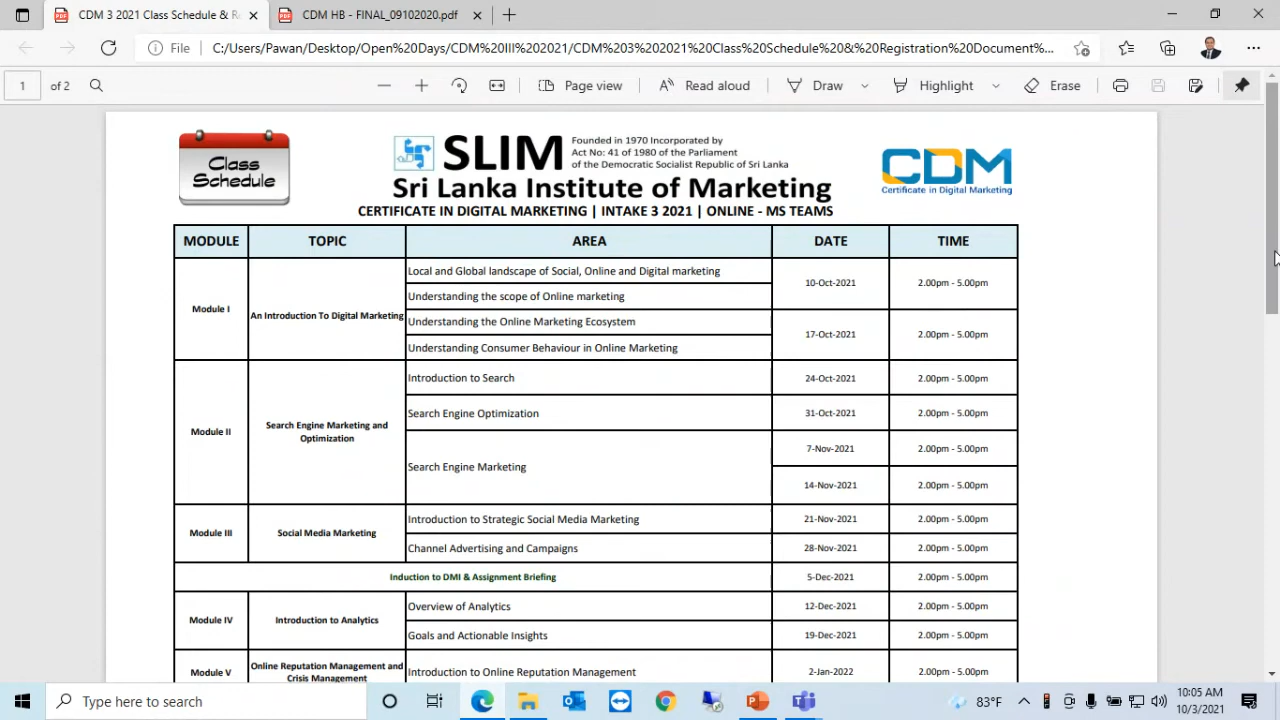 CDM 3 2021 Class Schedule & R
CDM HB - FINAL_09102020.pdf
File
C:/Users/Pawan/Desktop/Open%20Days/CDM%20III%202021/CDM%203%202021%20Class%20Schedule%20&%20Registration%20Document%...
1 of 2
Page view
Read aloud
Draw
Highlight
Erase
Class Schedule
SLIM
Founded in 1970 Incorporated by
Act No: 41 of 1980 of the Parliament
of the Democratic Socialist Republic of Sri Lanka
Sri Lanka Institute of Marketing
CDM
Certificate in Digital Marketing
CERTIFICATE IN DIGITAL MARKETING | INTAKE 3 2021 | ONLINE - MS TEAMS
MODULE TOPIC AREA DATE TIME
Module I An Introduction To Digital Marketing
Local and Global landscape of Social, Online and Digital marketing 10-Oct-2021 2.00pm - 5.00pm
Understanding the scope of Online marketing
Understanding the Online Marketing Ecosystem 17-Oct-2021 2.00pm - 5.00pm
Understanding Consumer Behaviour in Online Marketing
Module II Search Engine Marketing and Optimization
Introduction to Search 24-Oct-2021 2.00pm - 5.00pm
Search Engine Optimization 31-Oct-2021 2.00pm - 5.00pm
Search Engine Marketing 7-Nov-2021 2.00pm - 5.00pm
14-Nov-2021 2.00pm - 5.00pm
Module III Social Media Marketing
Introduction to Strategic Social Media Marketing 21-Nov-2021 2.00pm - 5.00pm
Channel Advertising and Campaigns 28-Nov-2021 2.00pm - 5.00pm
Induction to DMI & Assignment Briefing 5-Dec-2021 2.00pm - 5.00pm
Module IV Introduction to Analytics
Overview of Analytics 12-Dec-2021 2.00pm - 5.00pm
Goals and Actionable Insights 19-Dec-2021 2.00pm - 5.00pm
Module V Online Reputation Management and Crisis Management
Introduction to Online Reputation Management 2-Jan-2022 2.00pm - 5.00pm
Type here to search
83°F
10:05 AM
10/3/2021